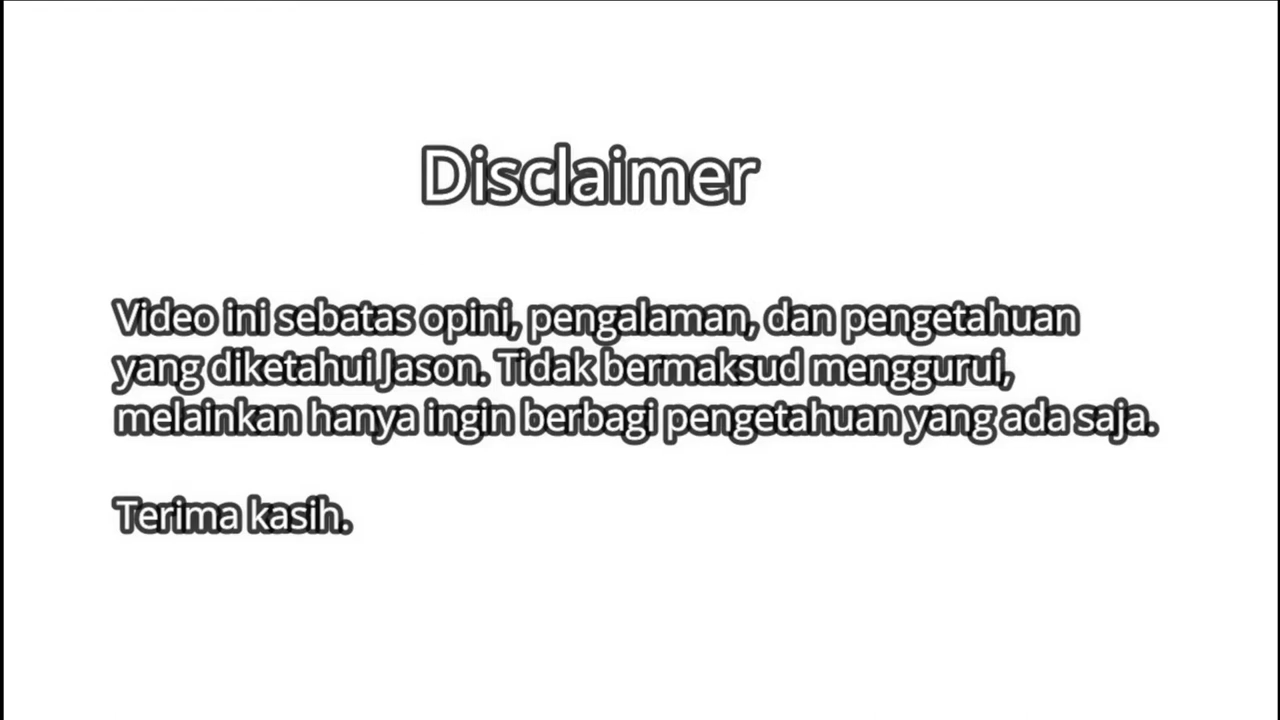 Disclaimer
Video ini sebatas opini, pengalaman, dan pengetahuan
yang diketahui Jason. Tidak bermaksud menggurui,
melainkan hanya ingin berbagi pengetahuan yang ada saja.
Terima kasih.